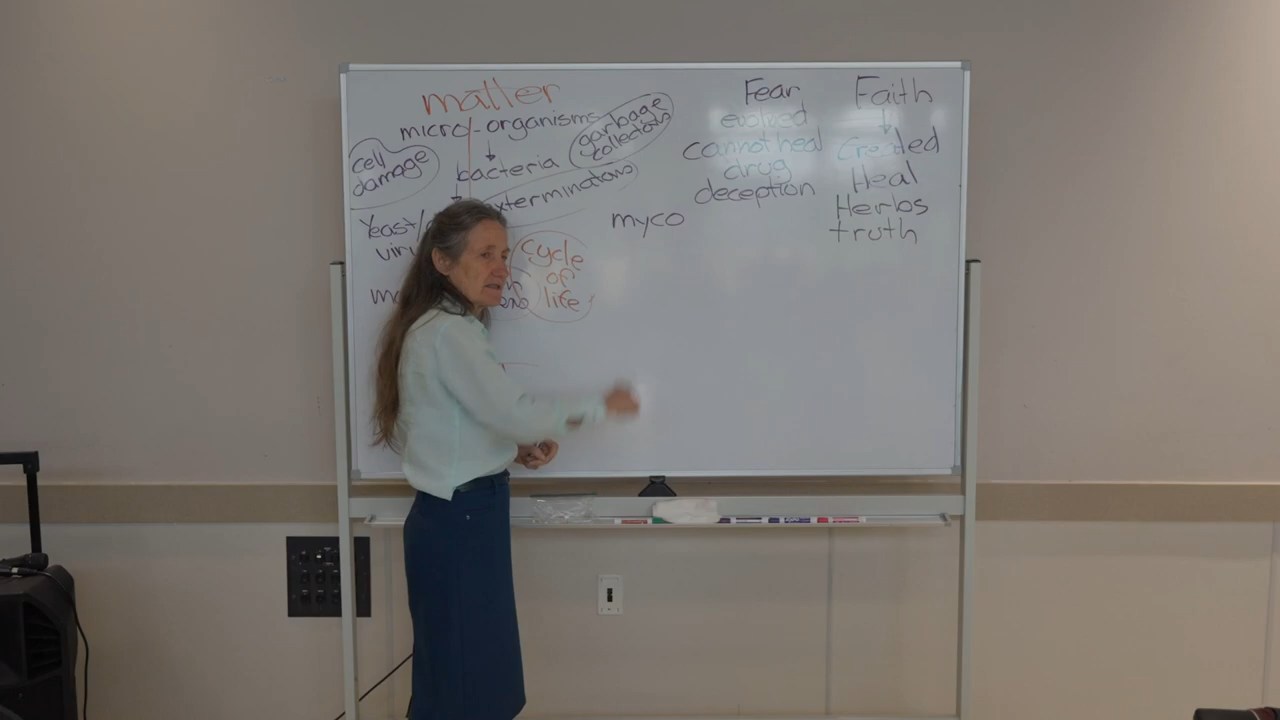 matter
micro-organisms
garbage
collectors
cell
damage
bacteria
exterminators
Yeast/
myco
cycle
of
life
Fear
evolved
cannot heal
drug
deception
Faith
Created
Heal
Herbs
truth